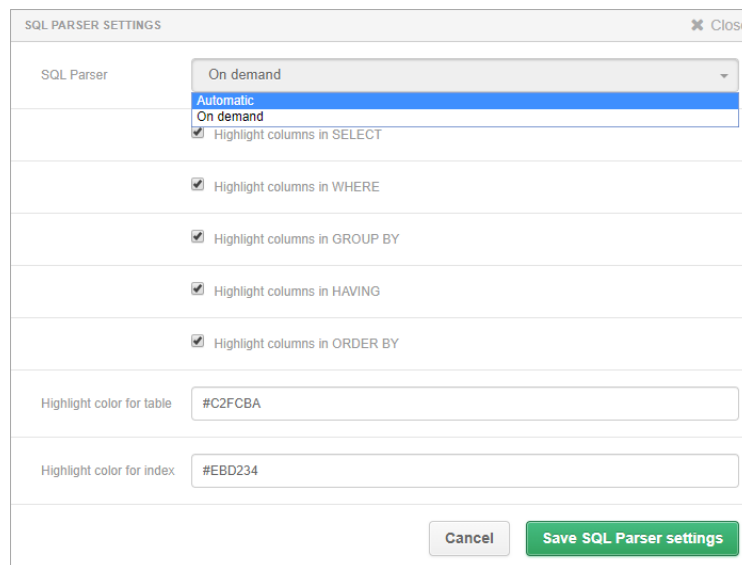 SQL PARSER SETTINGS ✖ Close
SQL Parser On demand
Automatic
On demand
Highlight columns in SELECT
Highlight columns in WHERE
Highlight columns in GROUP BY
Highlight columns in HAVING
Highlight columns in ORDER BY
Highlight color for table #C2FCBA
Highlight color for index #EBD234
Cancel Save SQL Parser settings